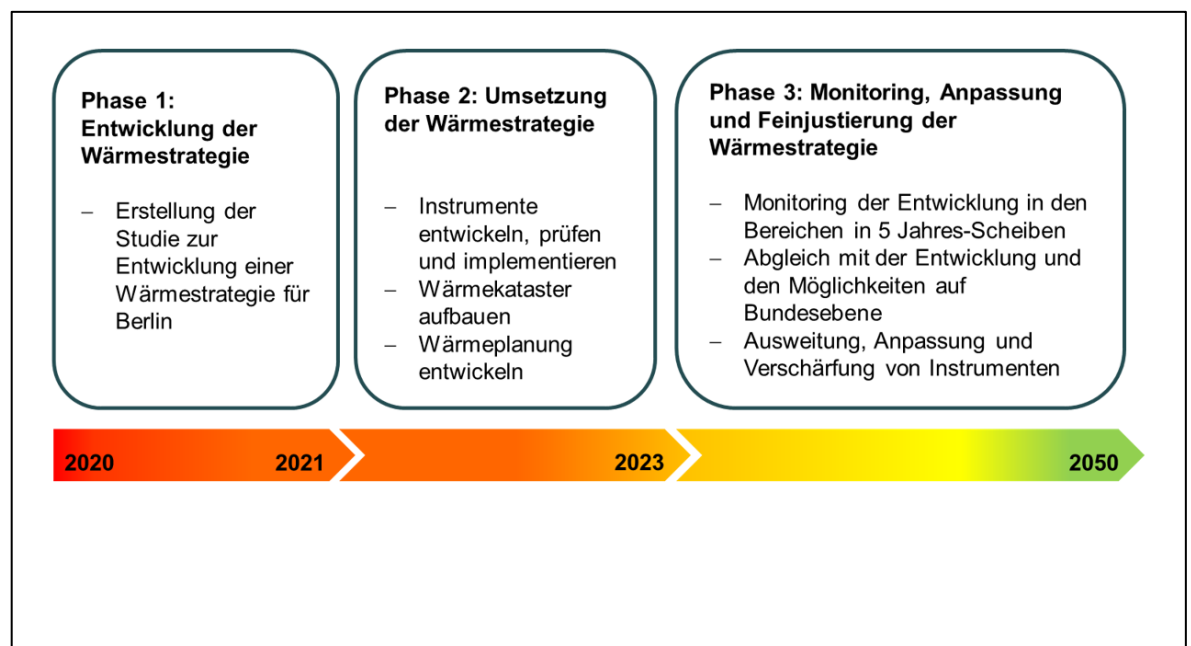 Phase 1:
Entwicklung der
Wärmestrategie
– Erstellung der
Studie zur
Entwicklung einer
Wärmestrategie für
Berlin
Phase 2: Umsetzung
der Wärmestrategie
– Instrumente
entwickeln, prüfen
und implementieren
– Wärmekataster
aufbauen
– Wärmeplanung
entwickeln
Phase 3: Monitoring, Anpassung
und Feinjustierung der
Wärmestrategie
– Monitoring der Entwicklung in den
Bereichen in 5 Jahres-Scheiben
– Abgleich mit der Entwicklung und
den Möglichkeiten auf
Bundesebene
– Ausweitung, Anpassung und
Verschärfung von Instrumenten
2020 2021 2023 2050